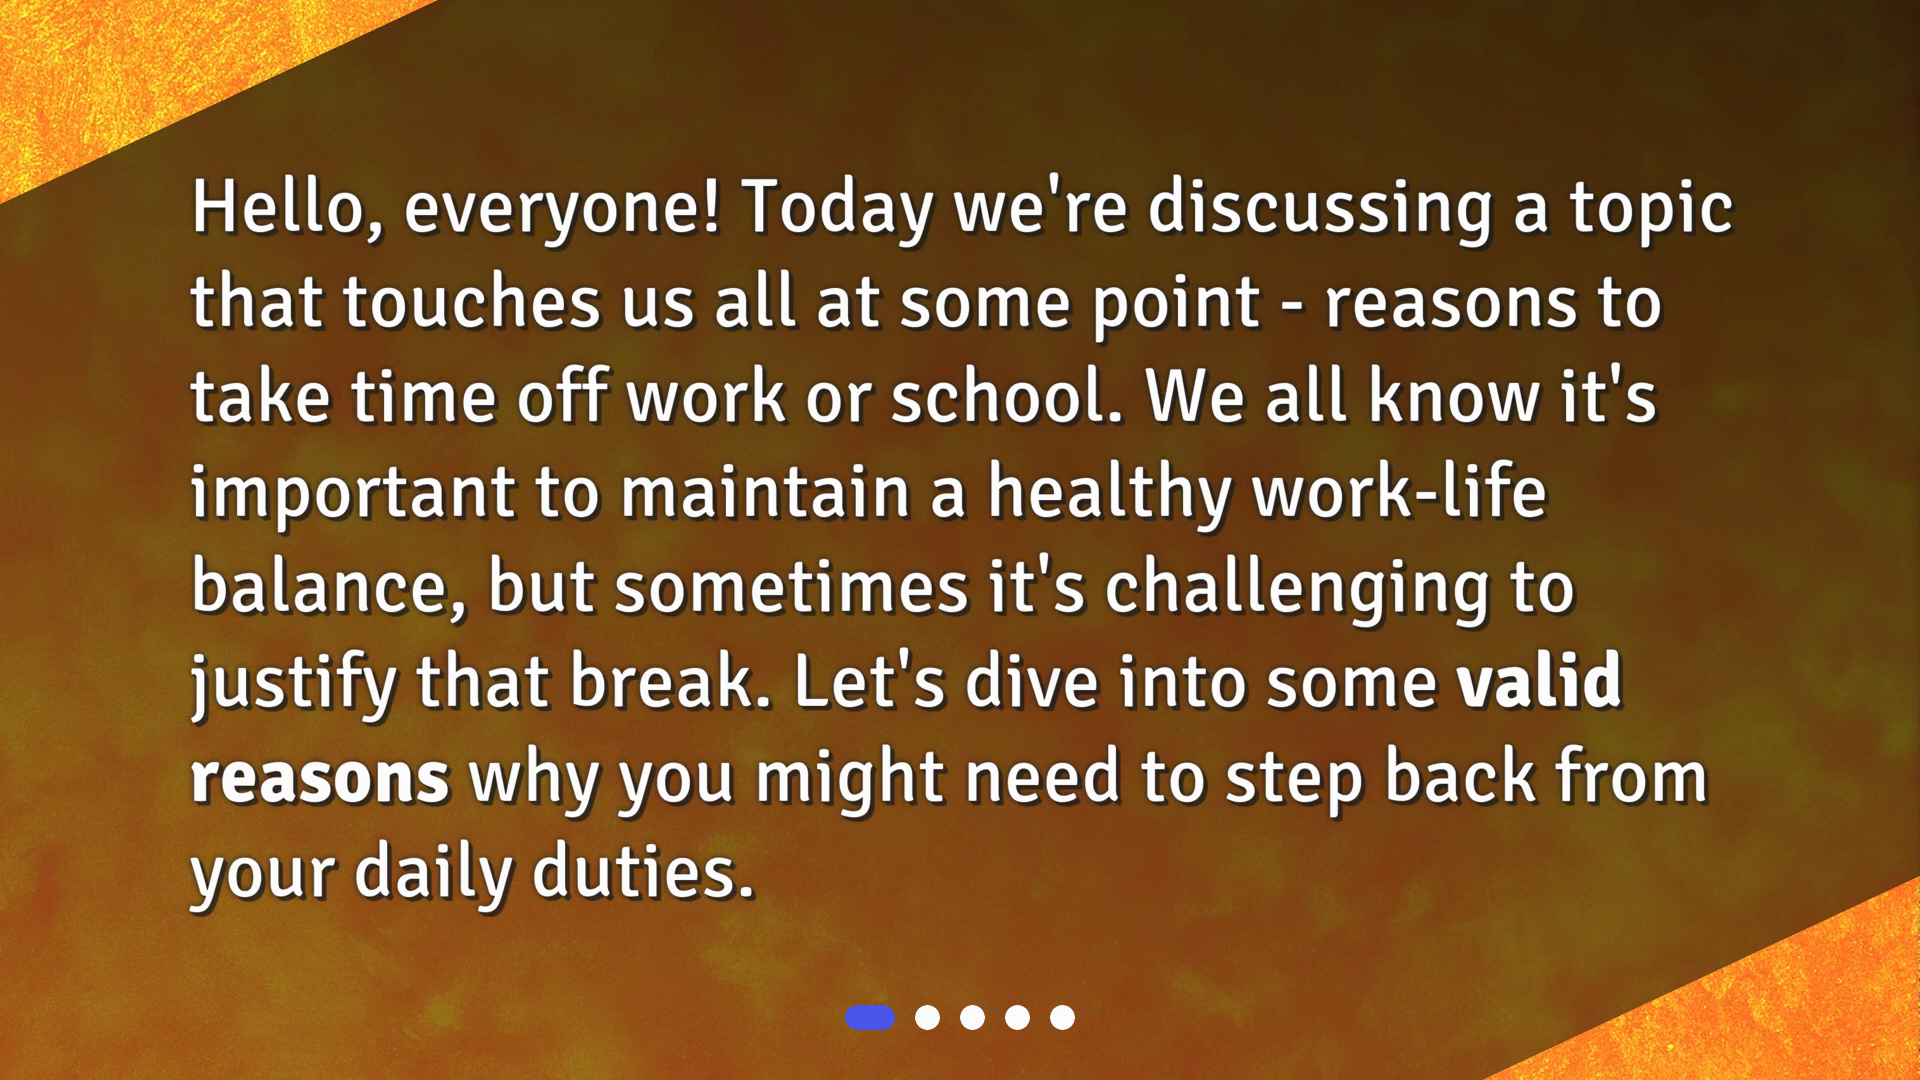 Hello, everyone! Today we're discussing a topic
that touches us all at some point - reasons to
take time off work or school. We all know it's
important to maintain a healthy work-life
balance, but sometimes it's challenging to
justify that break. Let's dive into some valid
reasons why you might need to step back from
your daily duties.